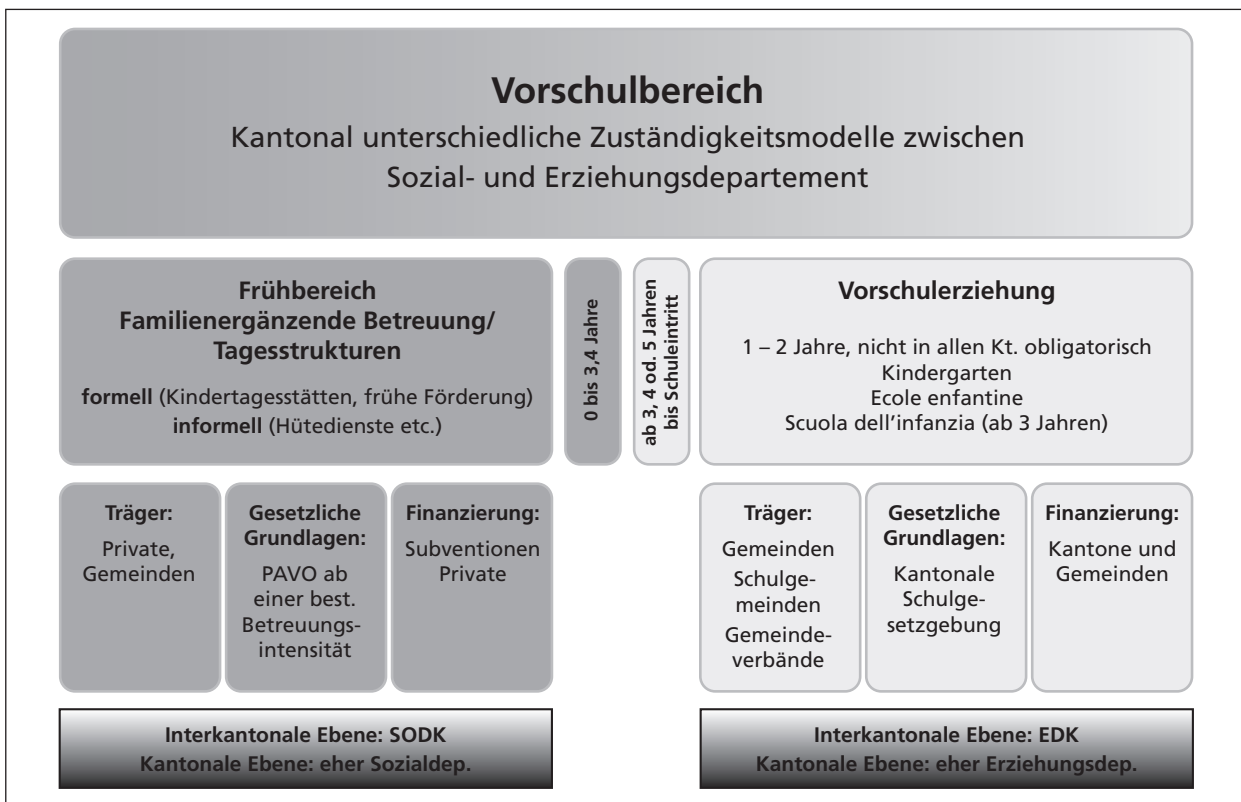 Vorschulbereich
Kantonal unterschiedliche Zuständigkeitsmodelle zwischen
Sozial- und Erziehungsdepartement
Frühbereich
Familienergänzende Betreuung/
Tagesstrukturen
formell (Kindertagesstätten, frühe Förderung)
informell (Hütedienste etc.)
0 bis 3,4 Jahre
ab 3, 4 od. 5 Jahren
bis Schuleintritt
Vorschulerziehung
1 – 2 Jahre, nicht in allen Kt. obligatorisch
Kindergarten
Ecole enfantine
Scuola dell'infanzia (ab 3 Jahren)
Träger:
Private,
Gemeinden
Gesetzliche
Grundlagen:
PAVO ab
einer best.
Betreuungs-
intensität
Finanzierung:
Subventionen
Private
Träger:
Gemeinden
Schulge-
meinden
Gemeinde-
verbände
Gesetzliche
Grundlagen:
Kantonale
Schulge-
setzgebung
Finanzierung:
Kantone und
Gemeinden
Interkantonale Ebene: SODK
Kantonale Ebene: eher Sozialdep.
Interkantonale Ebene: EDK
Kantonale Ebene: eher Erziehungsdep.